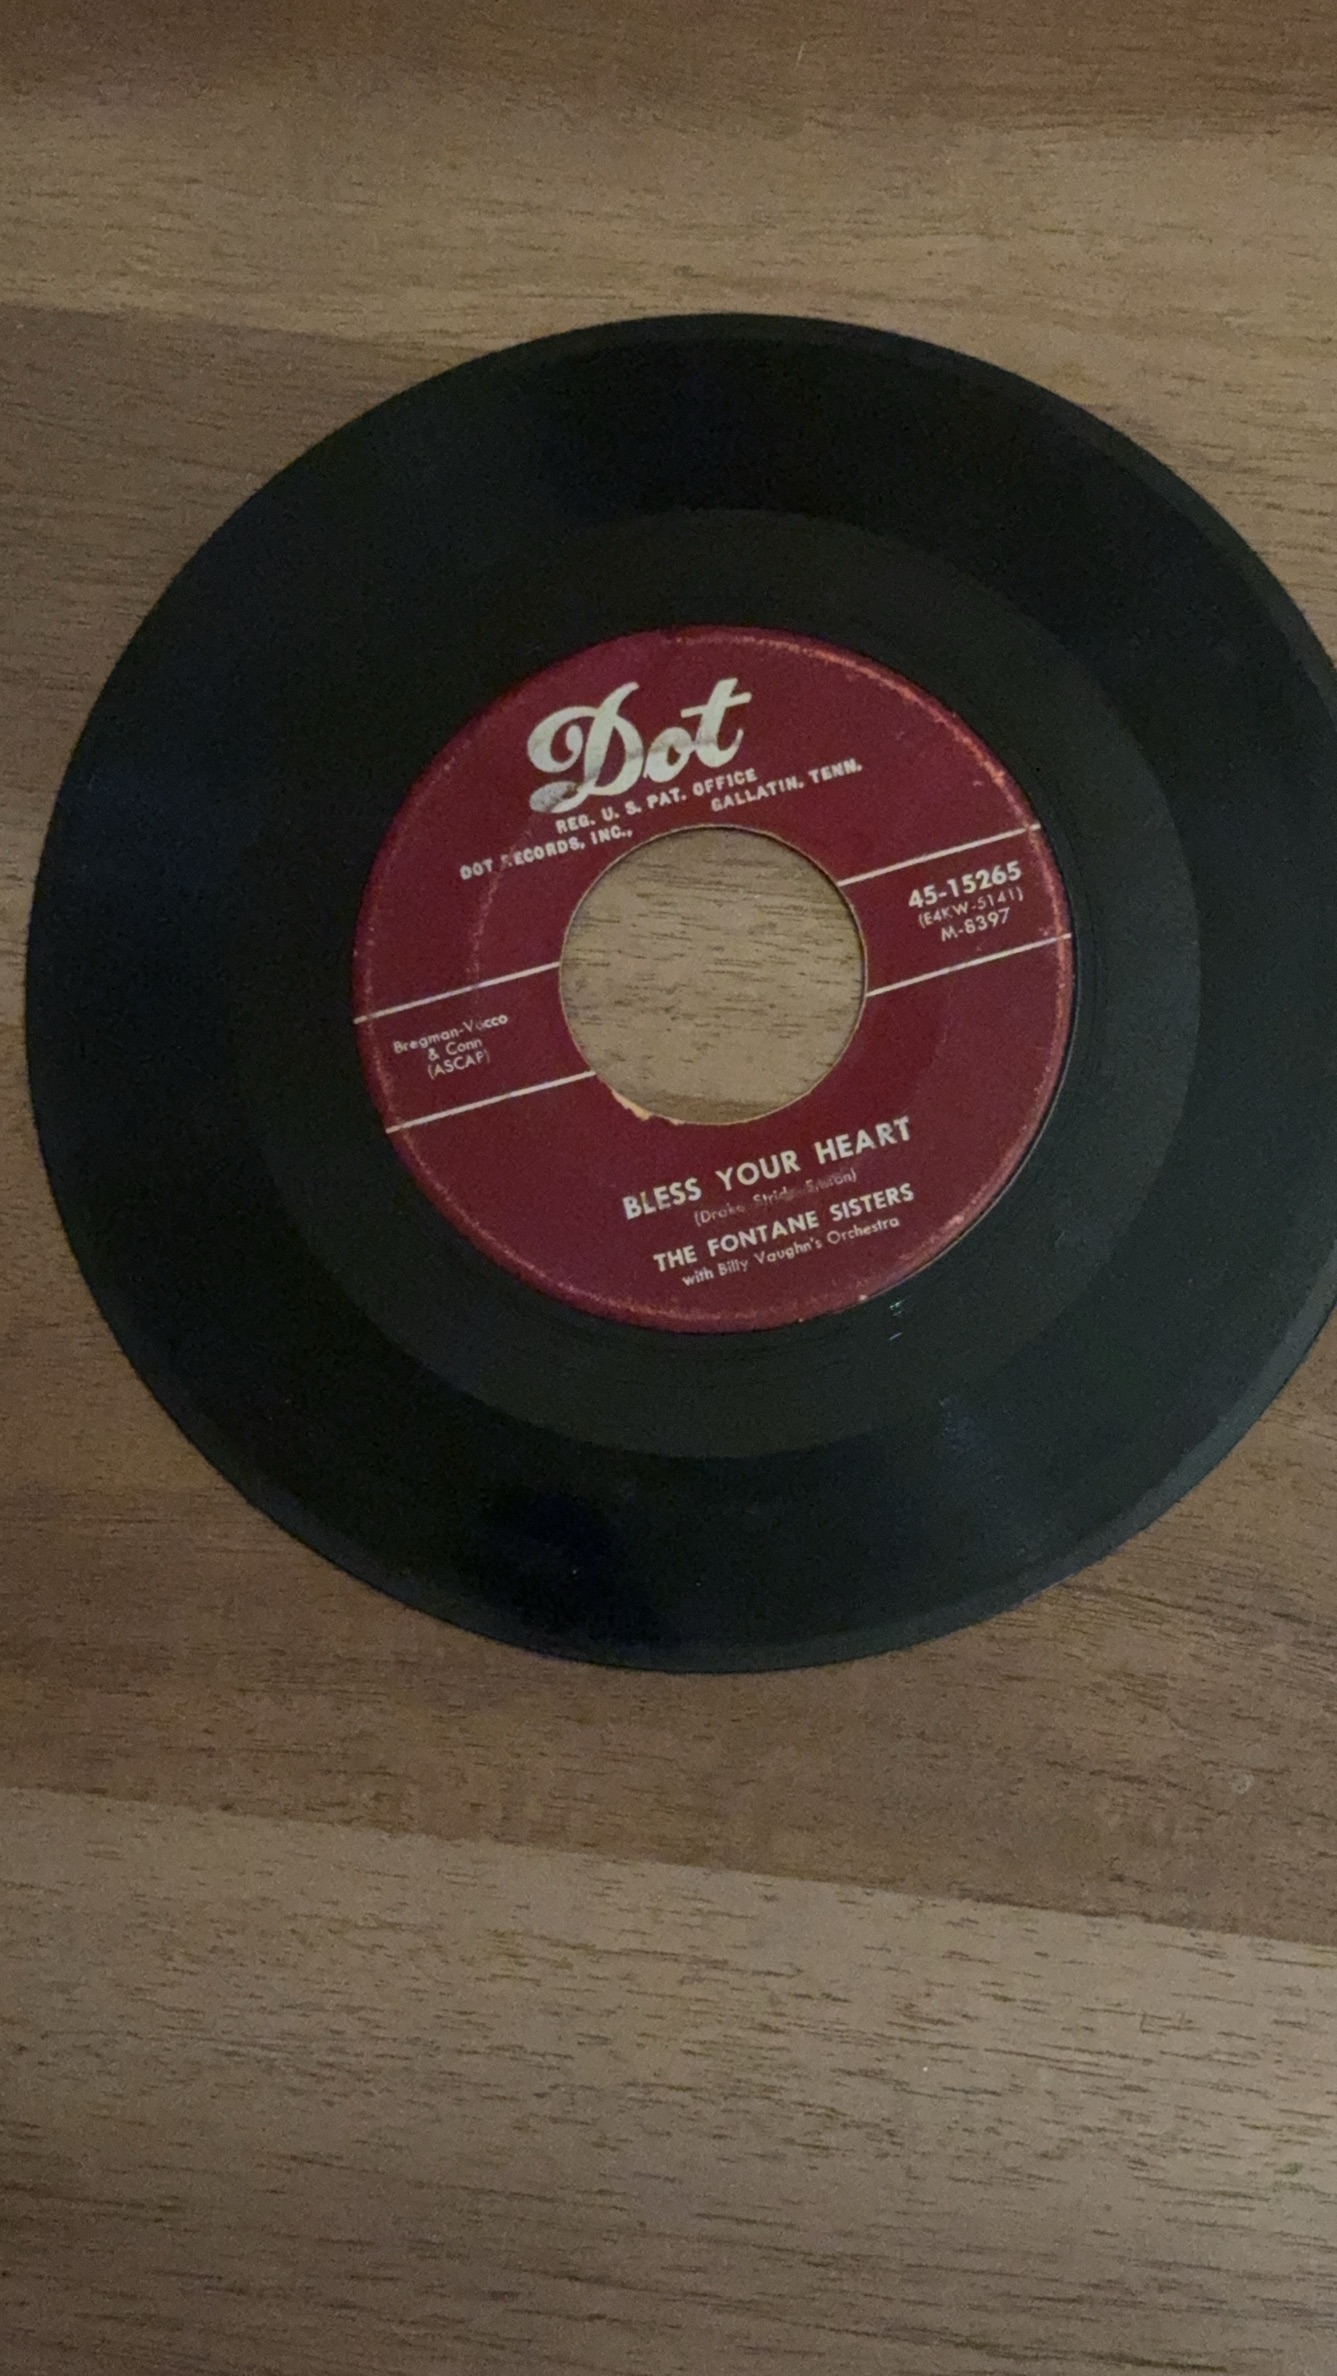 Dot
REG. U. S. PAT. OFFICE
DOT RECORDS, INC., GALLATIN, TENN.
45-15265
(E4KW-5141)
M-8397
Bregman-Vocco
& Conn
(ASCAP)
BLESS YOUR HEART
(Drake
THE FONTANE SISTERS
with Billy Vaughn's Orchestra